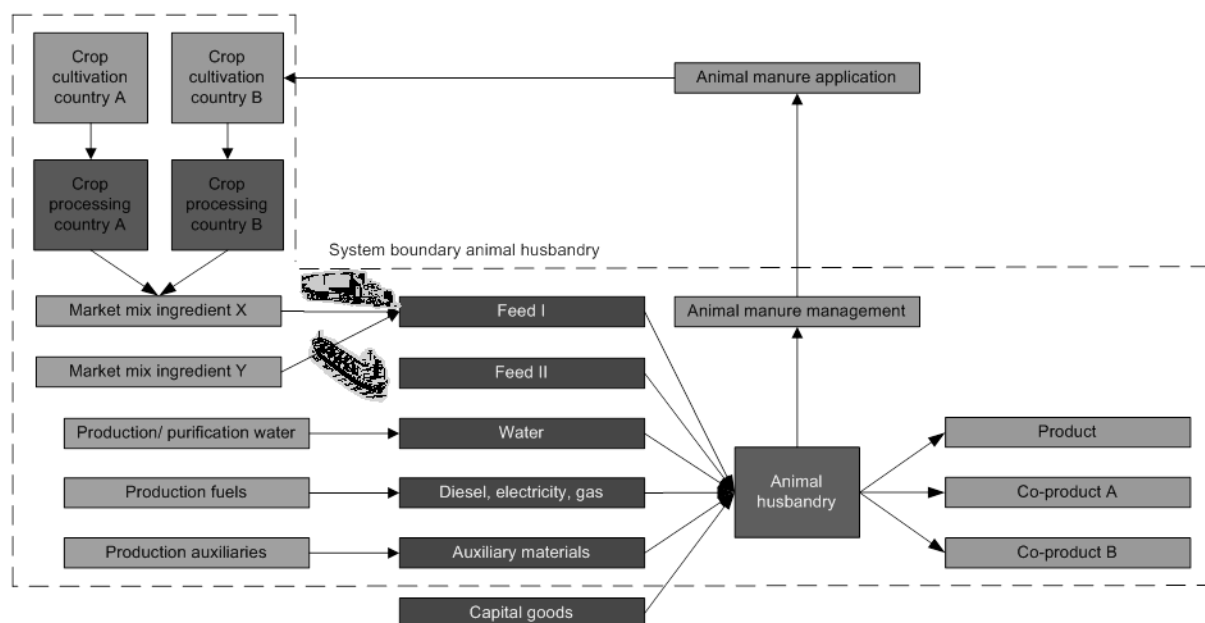 Crop
cultivation
country A
Crop
cultivation
country B
Animal manure application
Crop
processing
country A
Crop
processing
country B
System boundary animal husbandry
Market mix ingredient X
Feed I
Animal manure management
Market mix ingredient Y
Feed II
Production/ purification water
Water
Product
Production fuels
Diesel, electricity, gas
Animal
husbandry
Co-product A
Production auxiliaries
Auxiliary materials
Co-product B
Capital goods